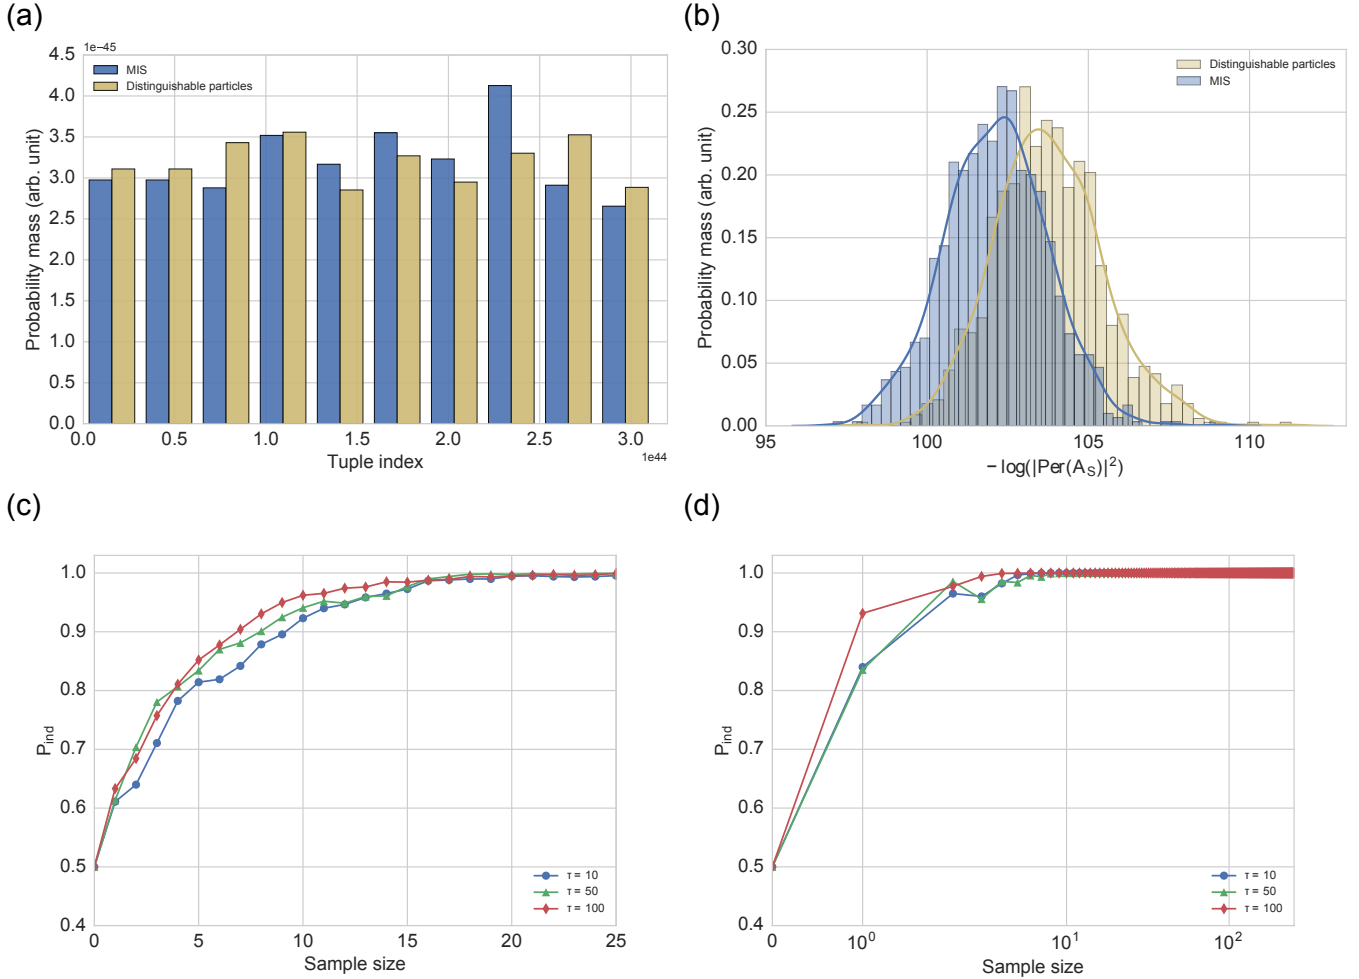 (a)
1e−45
4.5
4.0
3.5
3.0
2.5
2.0
1.5
1.0
0.5
0.0
Probability mass (arb. unit)
MIS
Distinguishable particles
0.0 0.5 1.0 1.5 2.0 2.5 3.0
1e44
Tuple index
(b)
0.30
0.25
0.20
0.15
0.10
0.05
0.00
Probability mass (arb. unit)
Distinguishable particles
MIS
95 100 105 110
− log(|Per(A_S)|²)
(c)
1.0
0.9
0.8
0.7
0.6
0.5
0.4
P_ind
τ = 10
τ = 50
τ = 100
0 5 10 15 20 25
Sample size
(d)
1.0
0.9
0.8
0.7
0.6
0.5
0.4
P_ind
τ = 10
τ = 50
τ = 100
0 10⁰ 10¹ 10²
Sample size